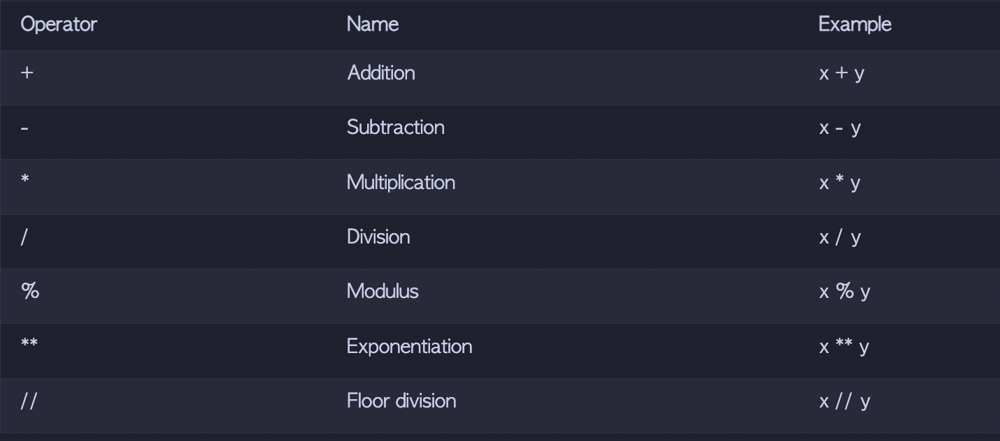 Operator Name Example
+ Addition x + y
- Subtraction x - y
* Multiplication x * y
/ Division x / y
% Modulus x % y
** Exponentiation x ** y
// Floor division x // y